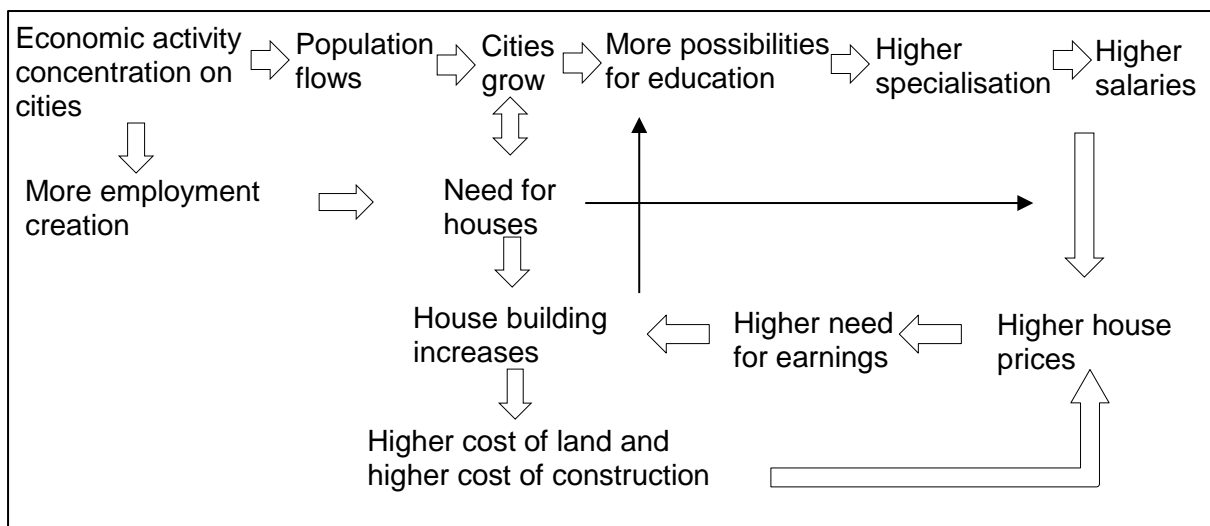 Economic activity
concentration on
cities
Population
flows
Cities
grow
More possibilities
for education
Higher
specialisation
Higher
salaries
More employment
creation
Need for
houses
House building
increases
Higher need
for earnings
Higher house
prices
Higher cost of land and
higher cost of construction